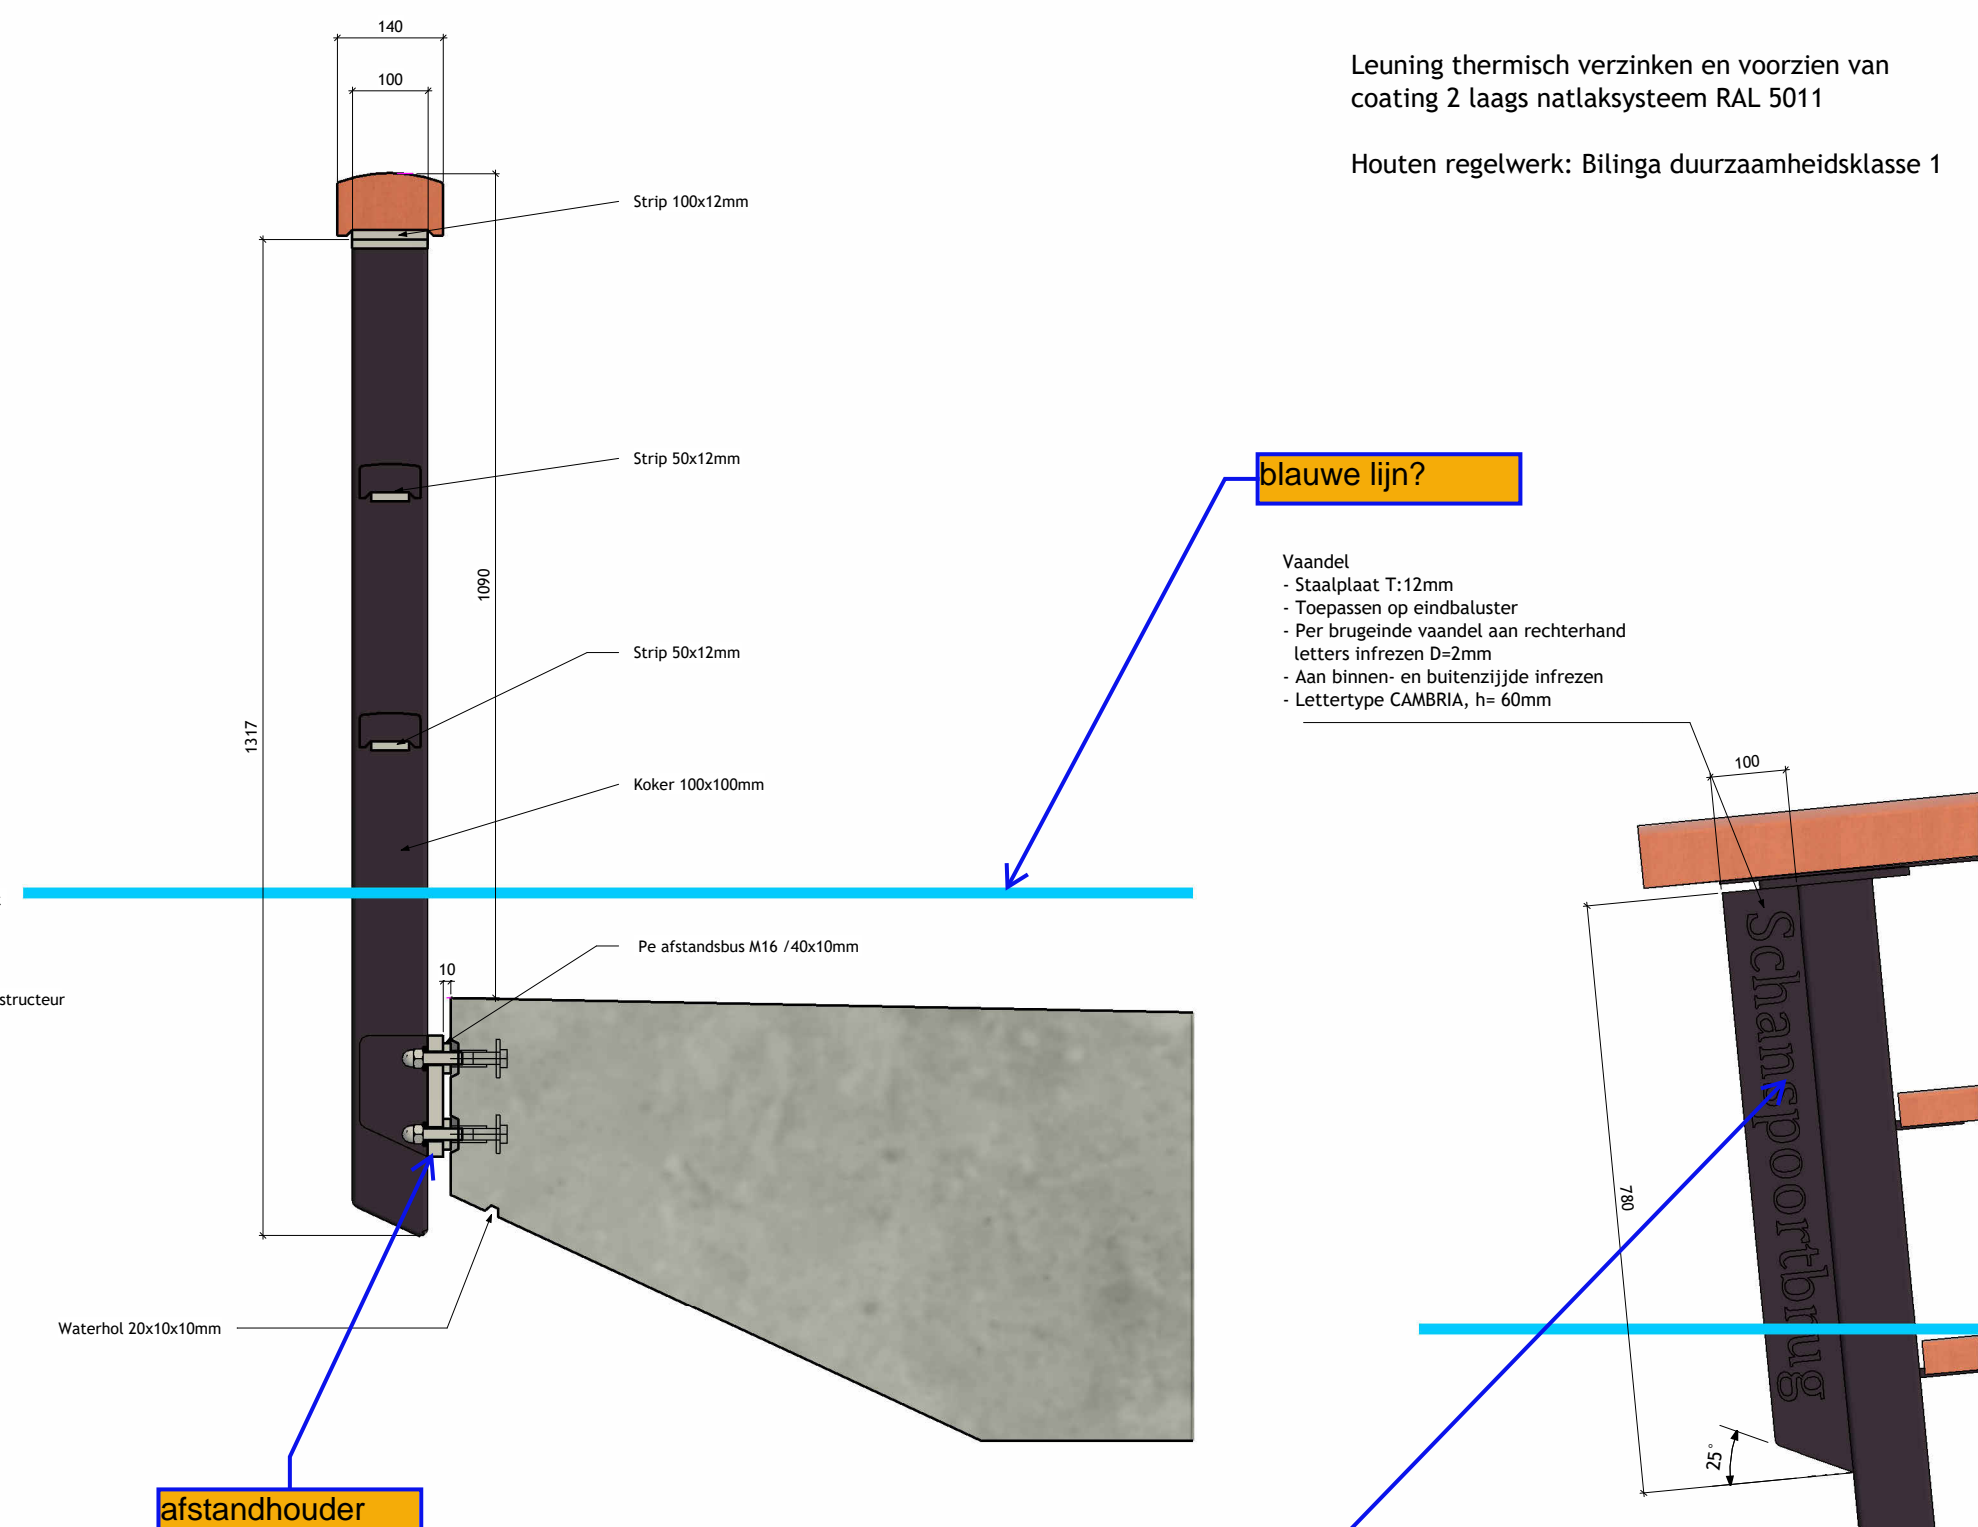 140
100
Leuning thermisch verzinken en voorzien van
coating 2 laags natlaksysteem RAL 5011
Houten regelwerk: Bilinga duurzaamheidsklasse 1
Strip 100x12mm
Strip 50x12mm
blauwe lijn?
Vaandel
- Staalplaat T:12mm
- Toepassen op eindbaluster
- Per brugeinde vaandel aan rechterhand
letters infrezen D=2mm
- Aan binnen- en buitenzijjde infrezen
- Lettertype CAMBRIA, h= 60mm
1090
Strip 50x12mm
1317
Koker 100x100mm
100
Pe afstandsbus M16 /40x10mm
10
structeur
Schanspoortbrug
780
Waterhol 20x10x10mm
25°
afstandhouder